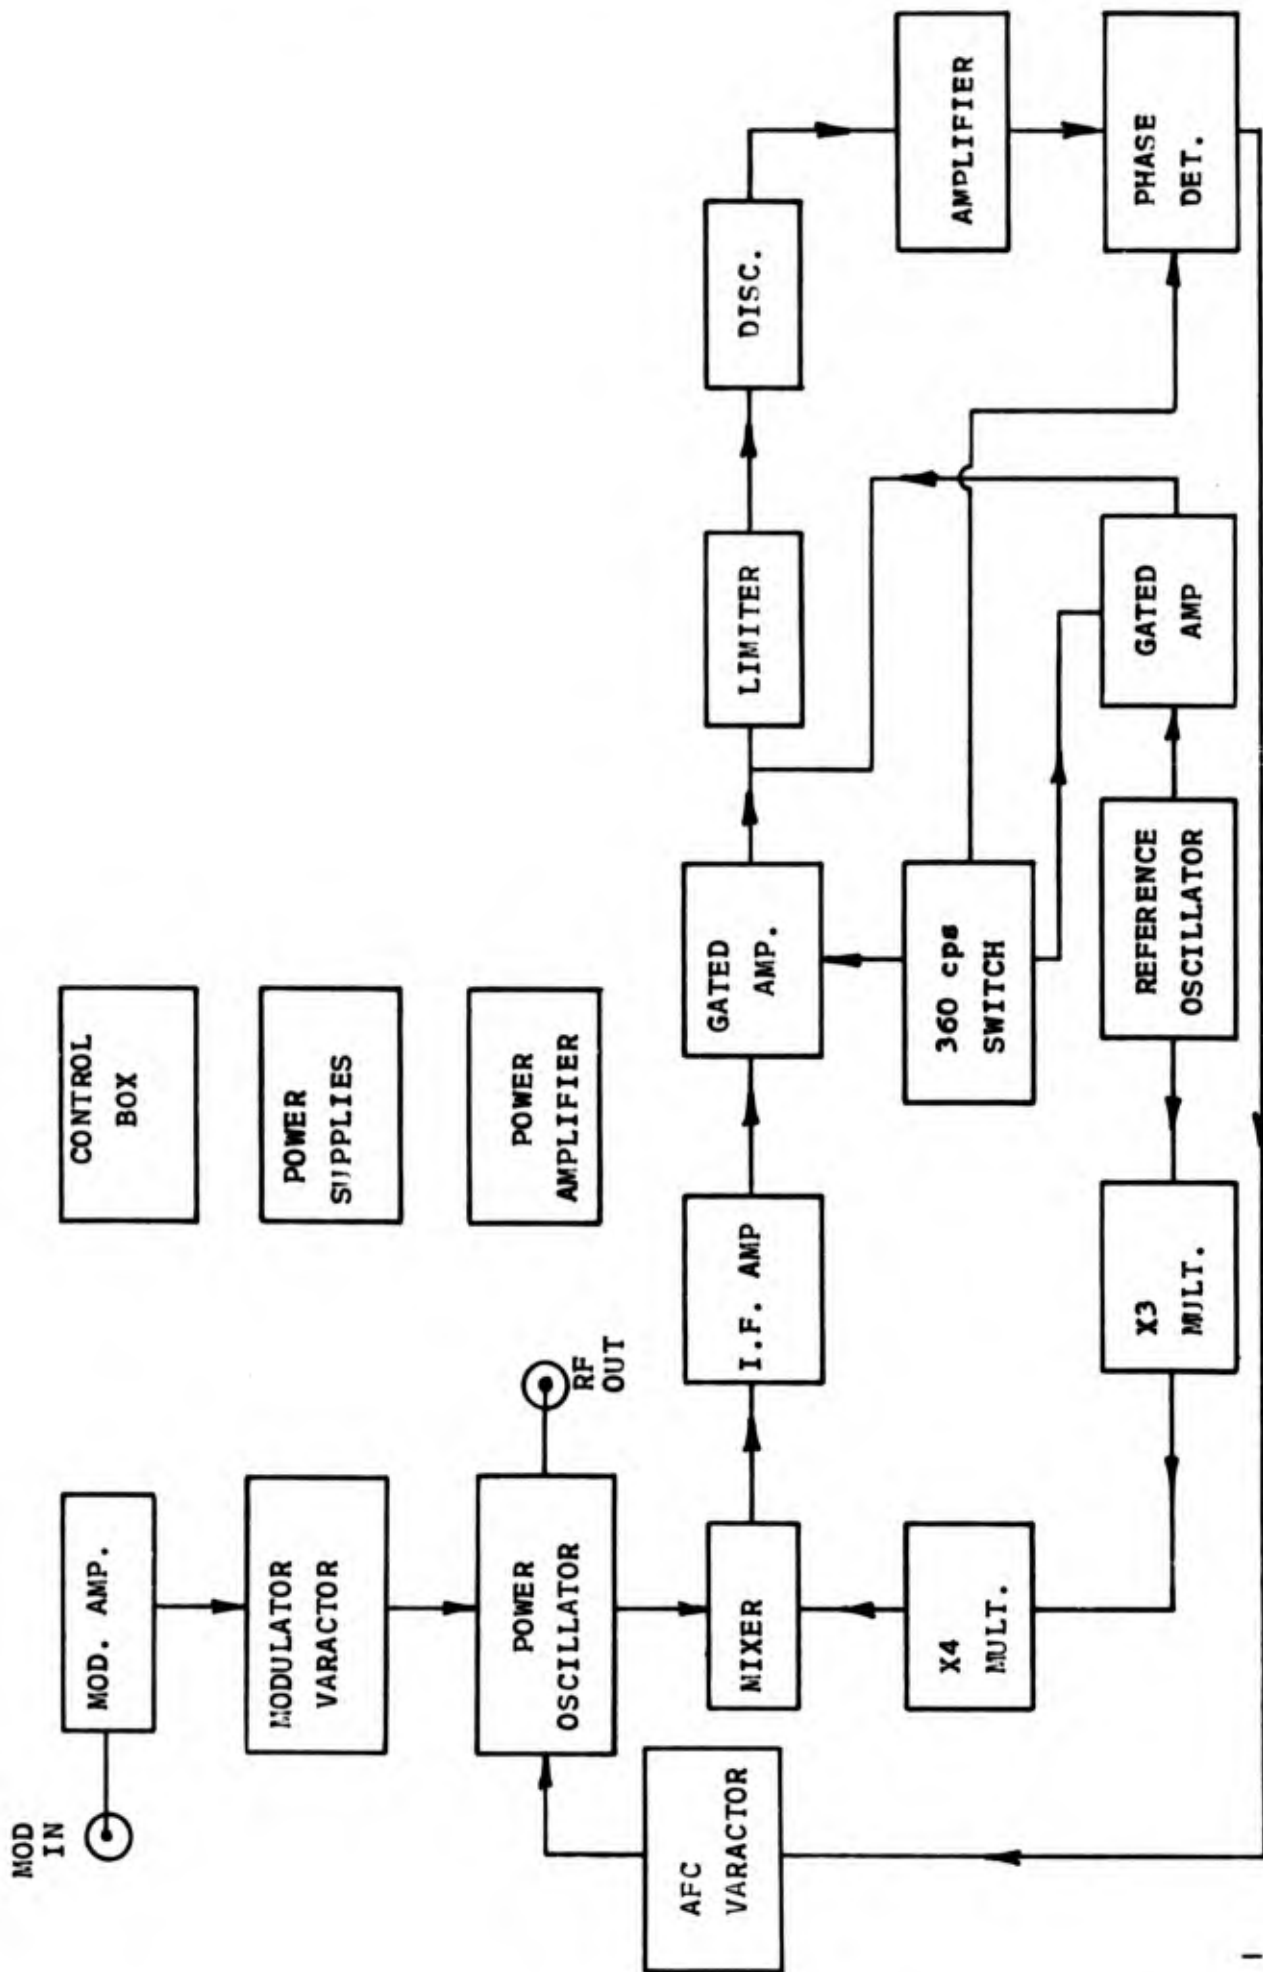 MOD
IN
MOD. AMP.
MODULATOR
VARACTOR
POWER
OSCILLATOR
RF
OUT
CONTROL
BOX
POWER
SUPPLIES
POWER
AMPLIFIER
AFC
VARACTOR
MIXER
I.F. AMP
GATED
AMP.
LIMITER
DISC.
AMPLIFIER
PHASE
DET.
X4
MULT.
360 cps
SWITCH
X3
MULT.
REFERENCE
OSCILLATOR
GATED
AMP